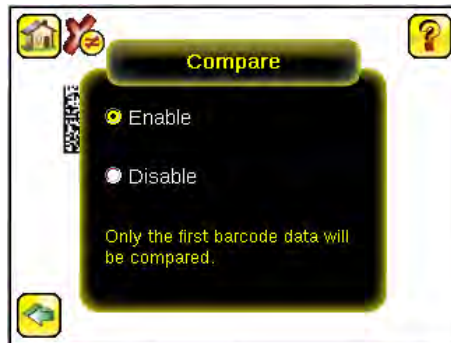 Compare
Enable
Disable
Only the first barcode data will
be compared.